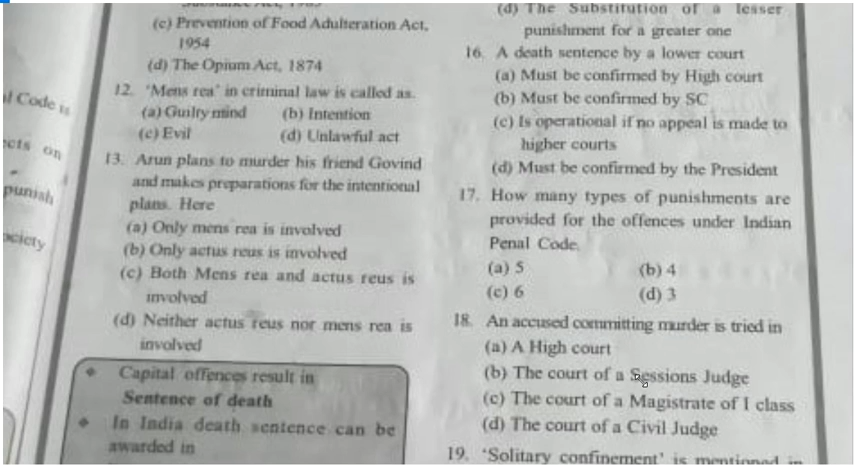 (c) Prevention of Food Adulteration Act,
1954
(d) The Opium Act, 1874
12. 'Mens rea' in criminal law is called as.
(a) Guilty mind (b) Intention
(c) Evil (d) Unlawful act
13. Arun plans to murder his friend Govind
and makes preparations for the intentional
plans. Here
(a) Only mens rea is involved
(b) Only actus reus is involved
(c) Both Mens rea and actus reus is
involved
(d) Neither actus reus nor mens rea is
involved
Capital offences result in
Sentence of death
In India death sentence can be
awarded in
(d) The Substitution of a lesser
punishment for a greater one
16. A death sentence by a lower court
(a) Must be confirmed by High court
(b) Must be confirmed by SC
(c) Is operational if no appeal is made to
higher courts
(d) Must be confirmed by the President
17. How many types of punishments are
provided for the offences under Indian
Penal Code.
(a) 5 (b) 4
(c) 6 (d) 3
18. An accused committing murder is tried in
(a) A High court
(b) The court of a Sessions Judge
(c) The court of a Magistrate of I class
(d) The court of a Civil Judge
19. 'Solitary confinement' is mentioned in
Code is
on
punish